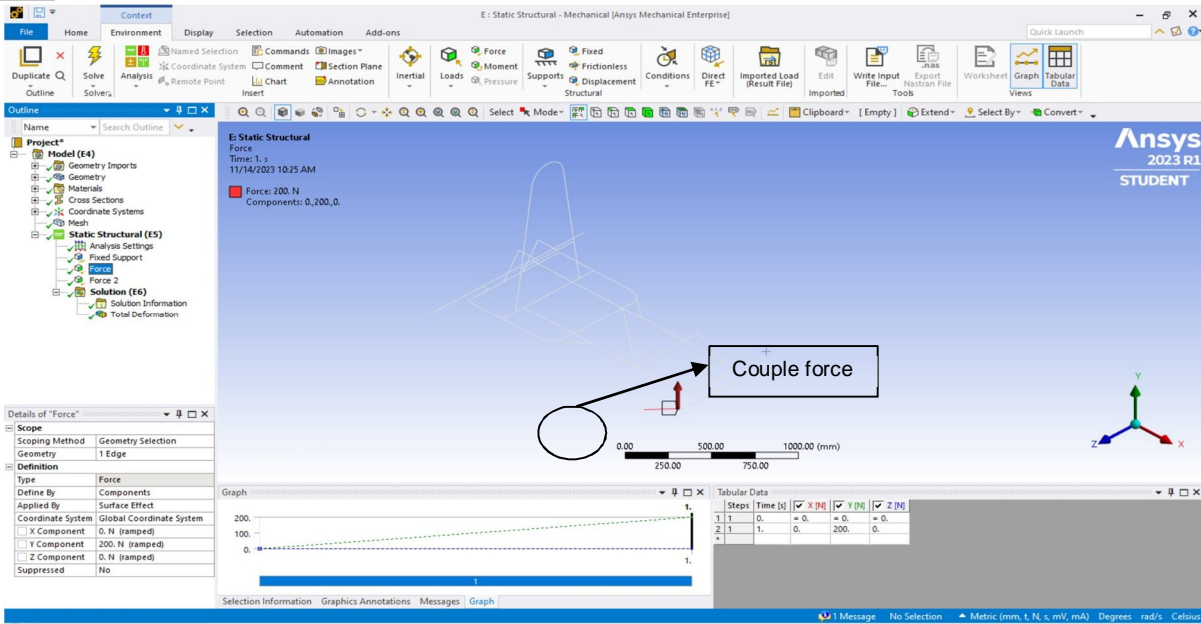 Context
E : Static Structural - Mechanical [Ansys Mechanical Enterprise]
File Home Environment Display Selection Automation Add-ons
Quick Launch
Duplicate Q
Outline
Solve
Solver
Analysis
Named Selection
Coordinate System
Remote Point
Commands
Comment
Chart
Images
Section Plane
Annotation
Insert
Inertial
Loads
Force
Moment
Pressure
Supports
Fixed
Frictionless
Displacement
Structural
Conditions
Direct FE
Imported Load (Result File)
Edit
Imported
Write Input File...
Export Nastran File
.nas
Tools
Worksheet
Graph
Tabular Data
Views
Outline
Select Mode Clipboard [ Empty ] Extend Select By Convert
Name Search Outline
Project*
Model (E4)
Geometry Imports
Geometry
Materials
Cross Sections
Coordinate Systems
Mesh
Static Structural (E5)
Analysis Settings
Fixed Support
Force
Force 2
Solution (E6)
Solution Information
Total Deformation
E: Static Structural
Force
Time: 1. s
11/14/2023 10:25 AM
Force: 200. N
Components: 0.,200.,0.
Ansys
2023 R1
STUDENT
Couple force
0.00 500.00 1000.00 (mm)
250.00 750.00
Y
Z X
Details of "Force"
Scope
Scoping Method Geometry Selection
Geometry 1 Edge
Definition
Type Force
Define By Components
Applied By Surface Effect
Coordinate System Global Coordinate System
X Component 0. N (ramped)
Y Component 200. N (ramped)
Z Component 0. N (ramped)
Suppressed No
Graph
1.
200.
100.
0.
1.
1
Tabular Data
Steps Time [s] X [N] Y [N] Z [N]
1 1 0. = 0. = 0. = 0.
2 1 1. 0. 200. 0.
*
Selection Information Graphics Annotations Messages Graph
1 Message No Selection Metric (mm, t, N, s, mV, mA) Degrees rad/s Celsius